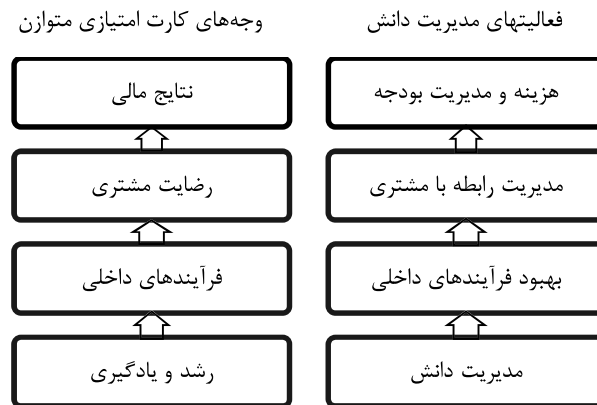 فعالیتهای مدیریت دانش
هزینه و مدیریت بودجه
مدیریت رابطه با مشتری
بهبود فرآیندهای داخلی
مدیریت دانش
وجه‌های کارت امتیازی متوازن
نتایج مالی
رضایت مشتری
فرآیندهای داخلی
رشد و یادگیری